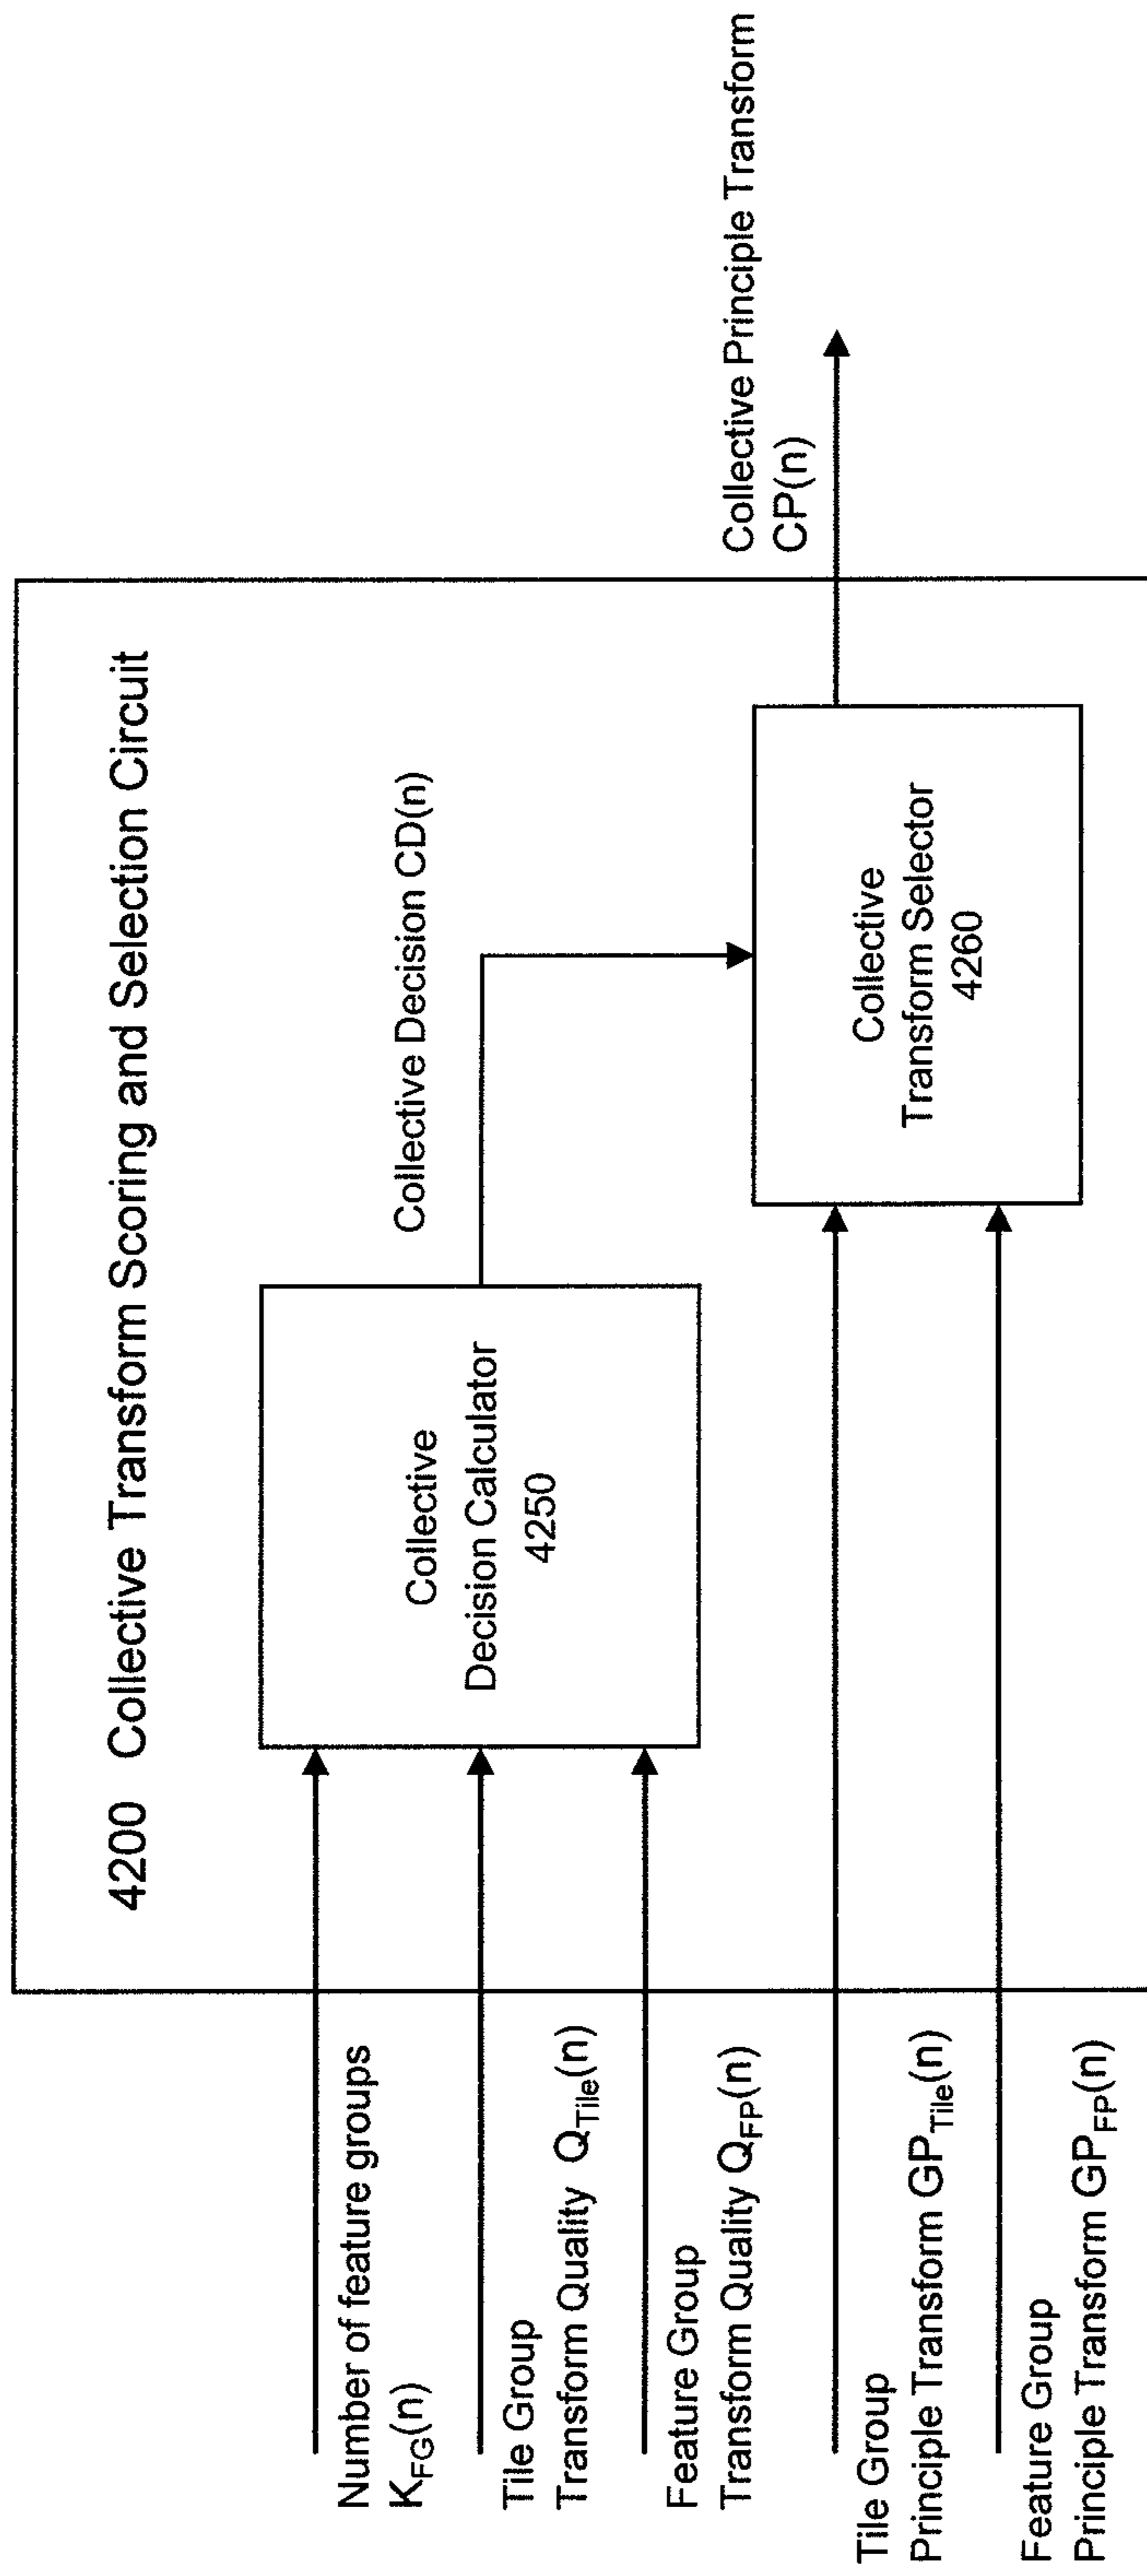 4200 Collective Transform Scoring and Selection Circuit
Number of feature groups
K_FG(n)
Tile Group
Transform Quality Q_Tile(n)
Feature Group
Transform Quality Q_FP(n)
Tile Group
Principle Transform GP_Tile(n)
Feature Group
Principle Transform GP_FP(n)
Collective
Decision Calculator
4250
Collective Decision CD(n)
Collective
Transform Selector
4260
Collective Principle Transform
CP(n)